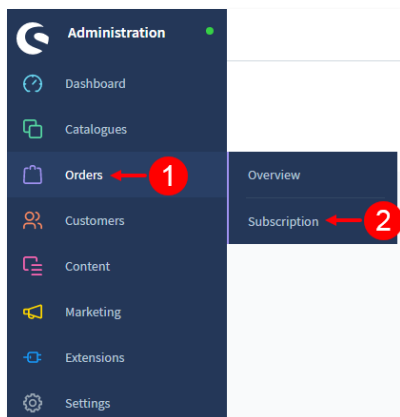 Administration
Dashboard
Catalogues
Orders 1
Overview
Customers
Subscription 2
Content
Marketing
Extensions
Settings